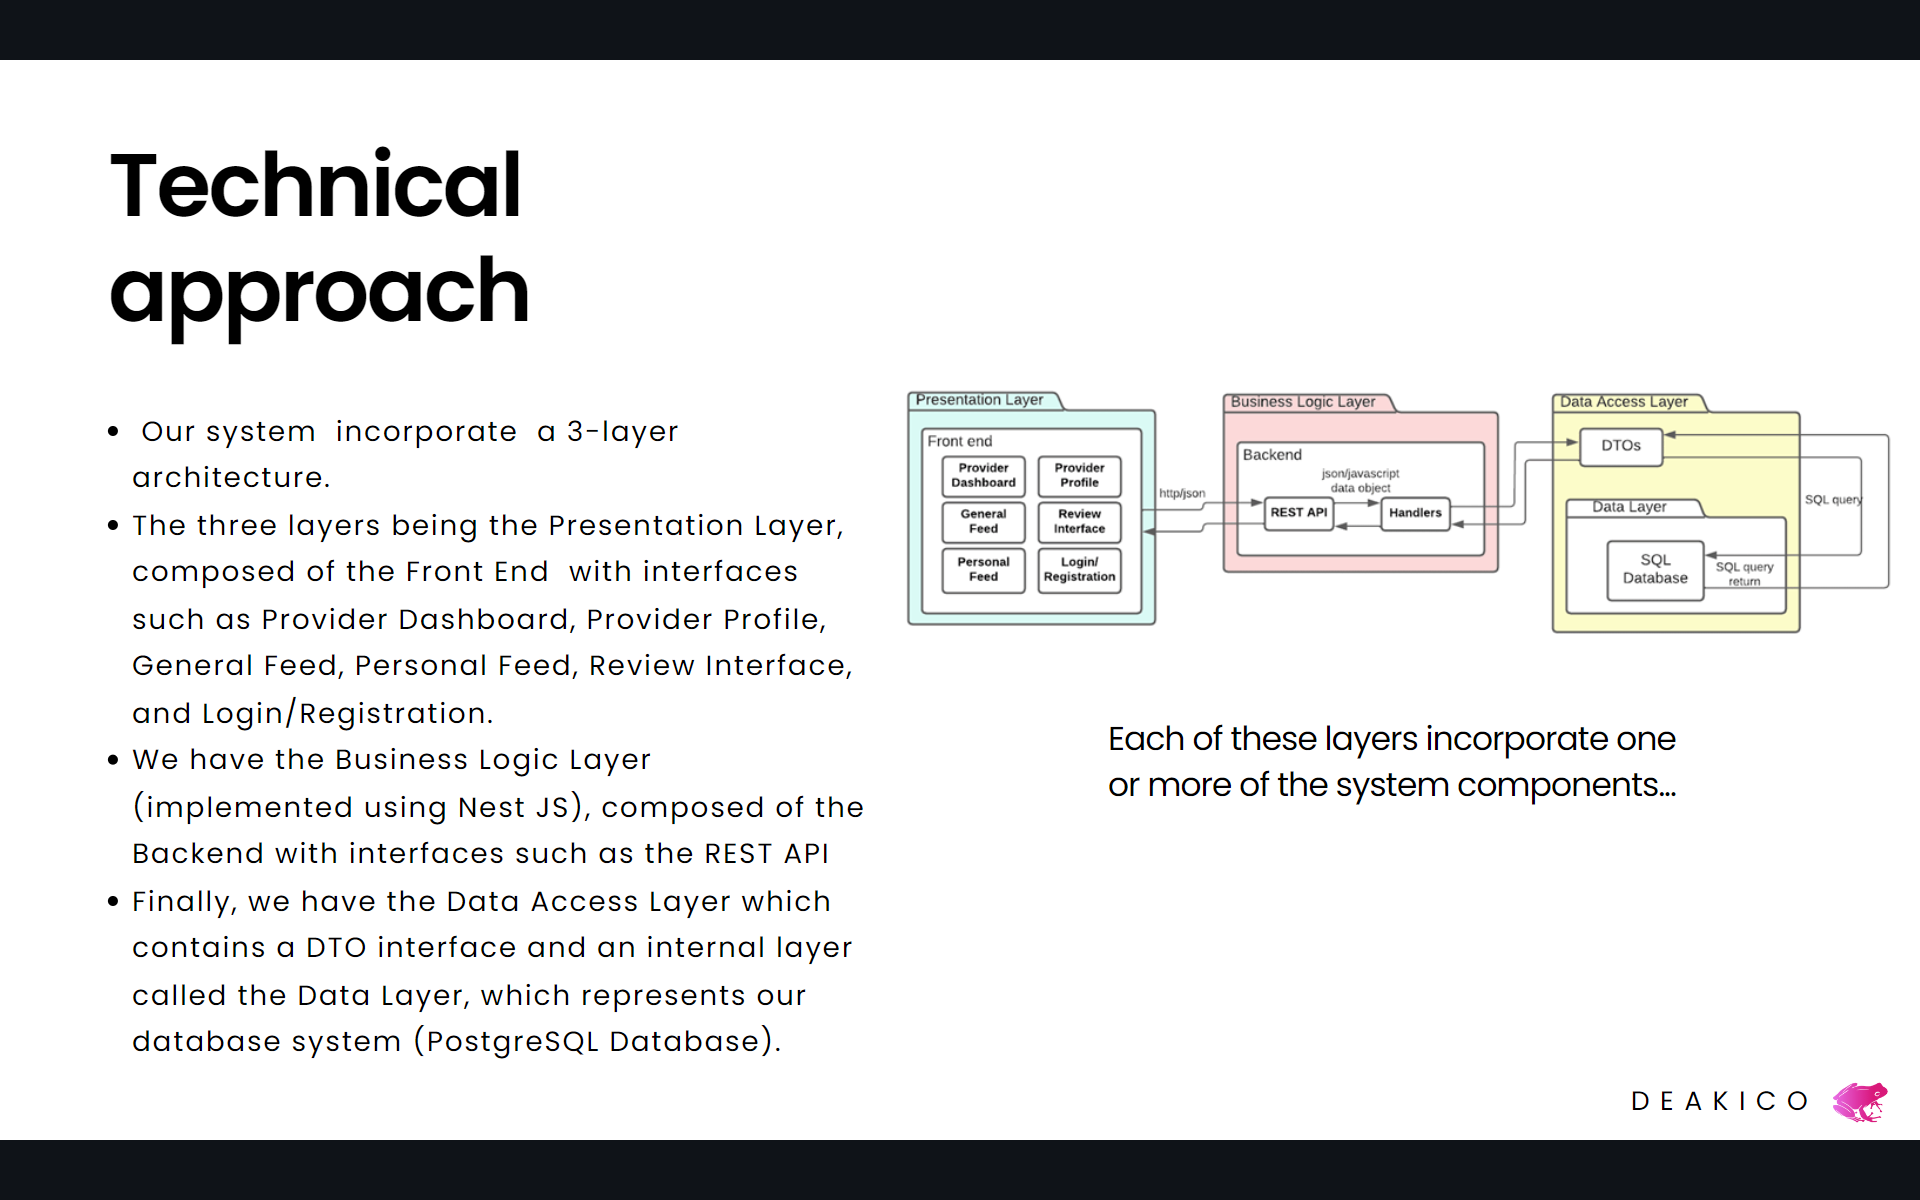 Technical
approach
• Our system incorporate a 3-layer
architecture.
• The three layers being the Presentation Layer,
composed of the Front End with interfaces
such as Provider Dashboard, Provider Profile,
General Feed, Personal Feed, Review Interface,
and Login/Registration.
• We have the Business Logic Layer
(implemented using Nest JS), composed of the
Backend with interfaces such as the REST API
• Finally, we have the Data Access Layer which
contains a DTO interface and an internal layer
called the Data Layer, which represents our
database system (PostgreSQL Database).
Presentation Layer
Front end
Provider
Dashboard
Provider
Profile
General
Feed
Review
Interface
Personal
Feed
Login/
Registration
http/json
Business Logic Layer
Backend
json/javascript
data object
REST API
Handlers
Data Access Layer
DTOs
Data Layer
SQL
Database
SQL query
SQL query
return
Each of these layers incorporate one
or more of the system components...
DEAKICO